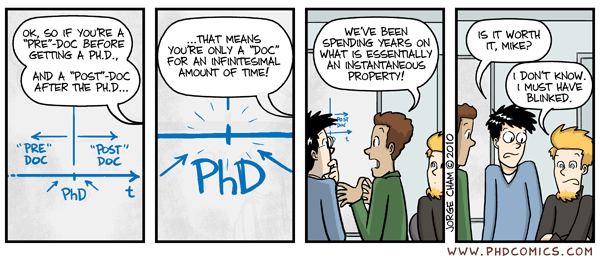 OK, SO IF YOU'RE A
"PRE"-DOC BEFORE
GETTING A PH.D.,
AND A "POST"-DOC
AFTER THE PH.D...
"PRE"
DOC
"POST"
DOC
PhD
t
...THAT MEANS
YOU'RE ONLY A "DOC"
FOR AN INFINITESIMAL
AMOUNT OF TIME!
PhD
WE'VE BEEN
SPENDING YEARS ON
WHAT IS ESSENTIALLY
AN INSTANTANEOUS
PROPERTY!
POST
DOC
t
JORGE CHAM © 2010
IS IT WORTH
IT, MIKE?
I DON'T KNOW.
I MUST HAVE
BLINKED.
WWW.PHDCOMICS.COM